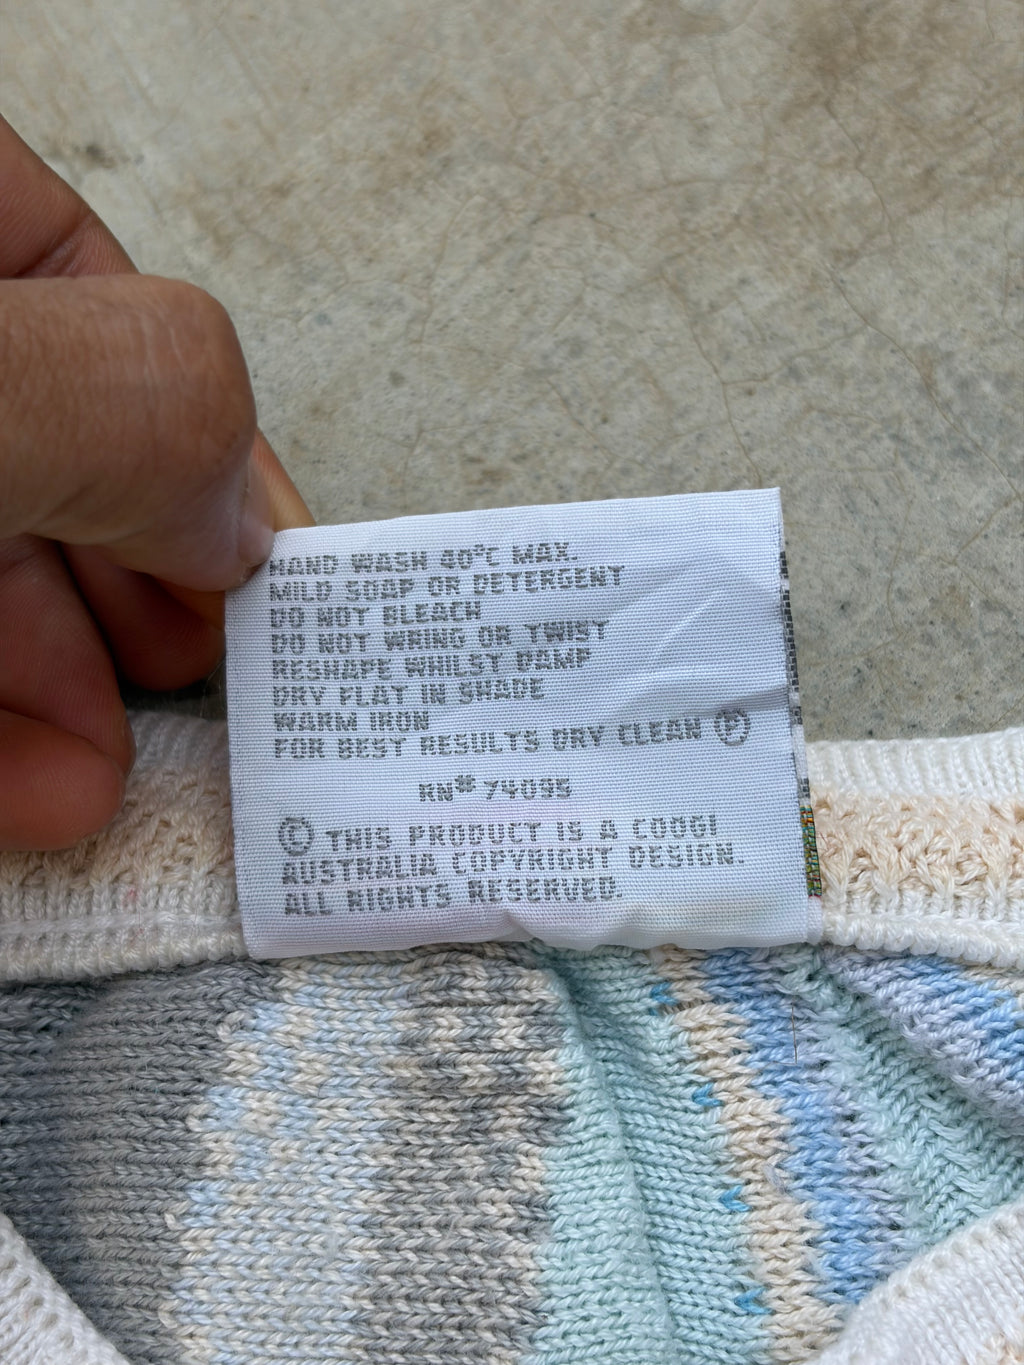 HAND WASH 40°C MAX.
MILD SOAP OR DETERGENT
DO NOT BLEACH
DO NOT WRING OR TWIST
RESHAPE WHILST DAMP
DRY FLAT IN SHADE
WARM IRON
FOR BEST RESULTS DRY CLEAN Ⓟ
RN# 74095
© THIS PRODUCT IS A COOGI
AUSTRALIA COPYRIGHT DESIGN.
ALL RIGHTS RESERVED.